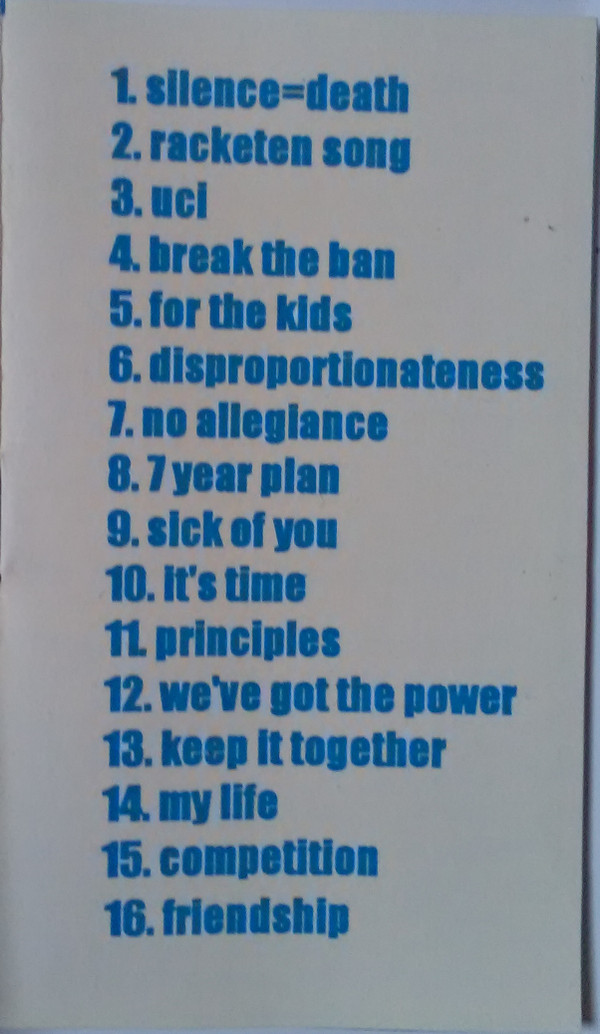 1. silence=death
2. racketen song
3. uci
4. break the ban
5. for the kids
6. disproportionateness
7. no allegiance
8. 7 year plan
9. sick of you
10. it's time
11. principles
12. we've got the power
13. keep it together
14. my life
15. competition
16. friendship